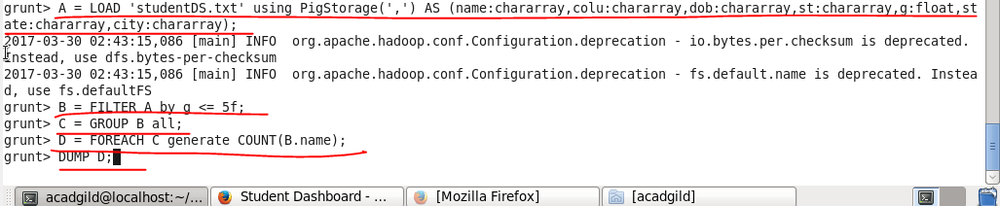 grunt> A = LOAD 'studentDS.txt' using PigStorage(',') AS (name:chararray,colu:chararray,dob:chararray,st:chararray,g:float,st
ate:chararray,city:chararray);
2017-03-30 02:43:15,086 [main] INFO  org.apache.hadoop.conf.Configuration.deprecation - io.bytes.per.checksum is deprecated.
Instead, use dfs.bytes-per-checksum
2017-03-30 02:43:15,086 [main] INFO  org.apache.hadoop.conf.Configuration.deprecation - fs.default.name is deprecated. Instea
d, use fs.defaultFS
grunt> B = FILTER A by g <= 5f;
grunt> C = GROUP B all;
grunt> D = FOREACH C generate COUNT(B.name);
grunt> DUMP D;
acadgild@localhost:~/... Student Dashboard - ... [Mozilla Firefox] [acadgild]